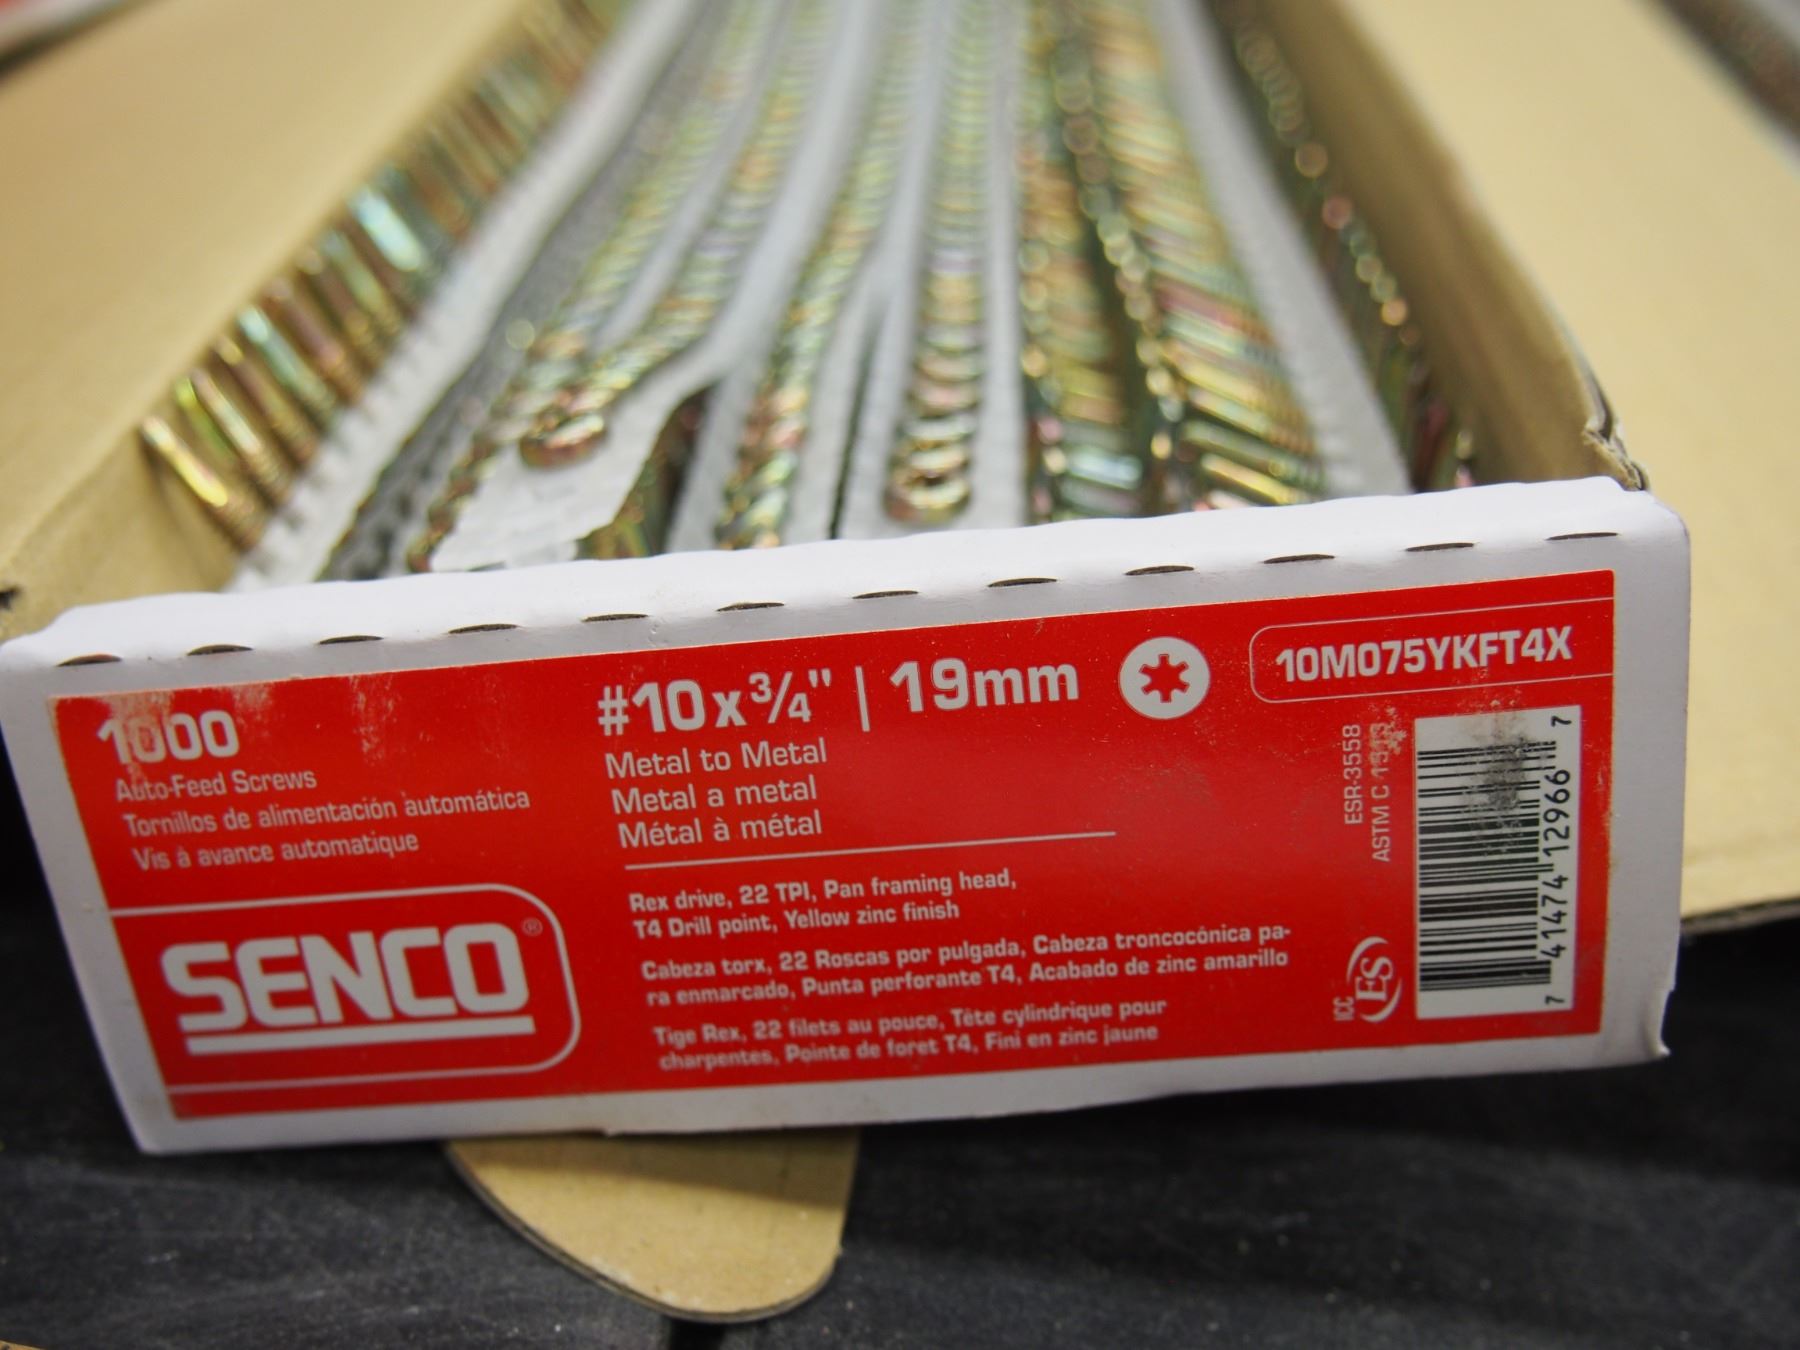 1000
Auto-Feed Screws
Tornillos de alimentación automática
Vis à avance automatique
SENCO®
#10 x 3/4" | 19mm
Metal to Metal
Metal a metal
Métal à métal
Rex drive, 22 TPI, Pan framing head,
T4 Drill point, Yellow zinc finish
Cabeza torx, 22 Roscas por pulgada, Cabeza troncocónica pa-
ra enmarcado, Punta perforante T4, Acabado de zinc amarillo
Tige Rex, 22 filets au pouce, Tête cylindrique pour
charpentes, Pointe de foret T4, Fini en zinc jaune
10M075YKFT4X
ESR-3558
ASTM C 1513
ICC ES
7 41474 12966 7